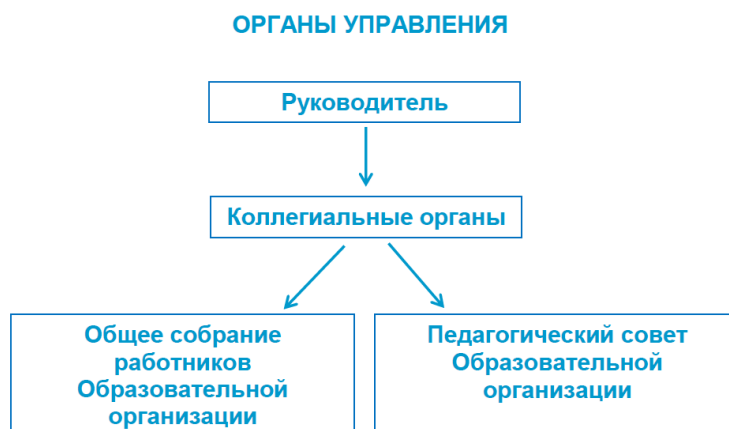 ОРГАНЫ УПРАВЛЕНИЯ
Руководитель
Коллегиальные органы
Общее собрание
работников
Образовательной
организации
Педагогический совет
Образовательной
организации